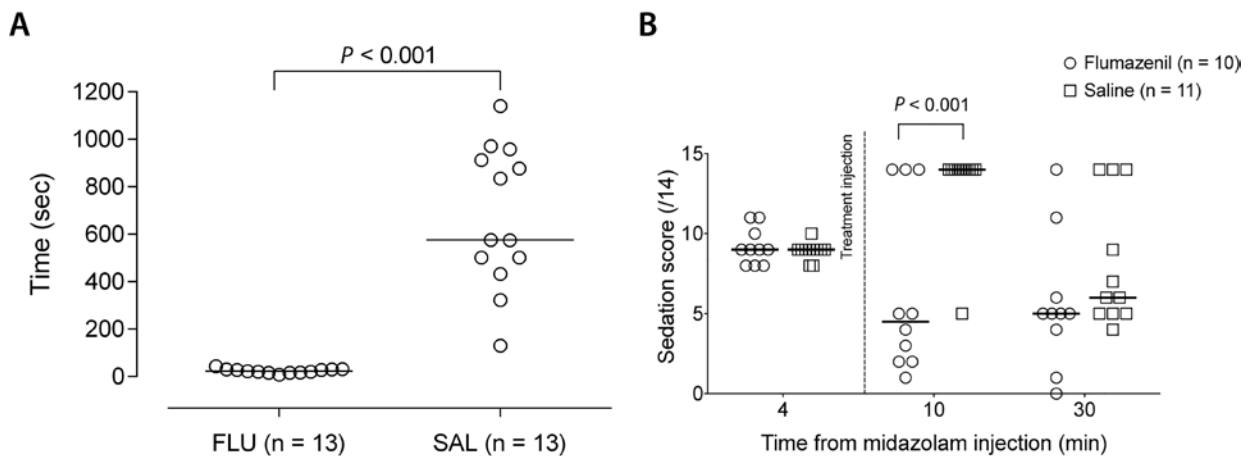 A
P < 0.001
1200
1000
800
600
400
200
0
Time (sec)
FLU (n = 13)
SAL (n = 13)
B
Flumazenil (n = 10)
Saline (n = 11)
P < 0.001
Treatment injection
15
10
5
0
Sedation score (/14)
4
10
30
Time from midazolam injection (min)